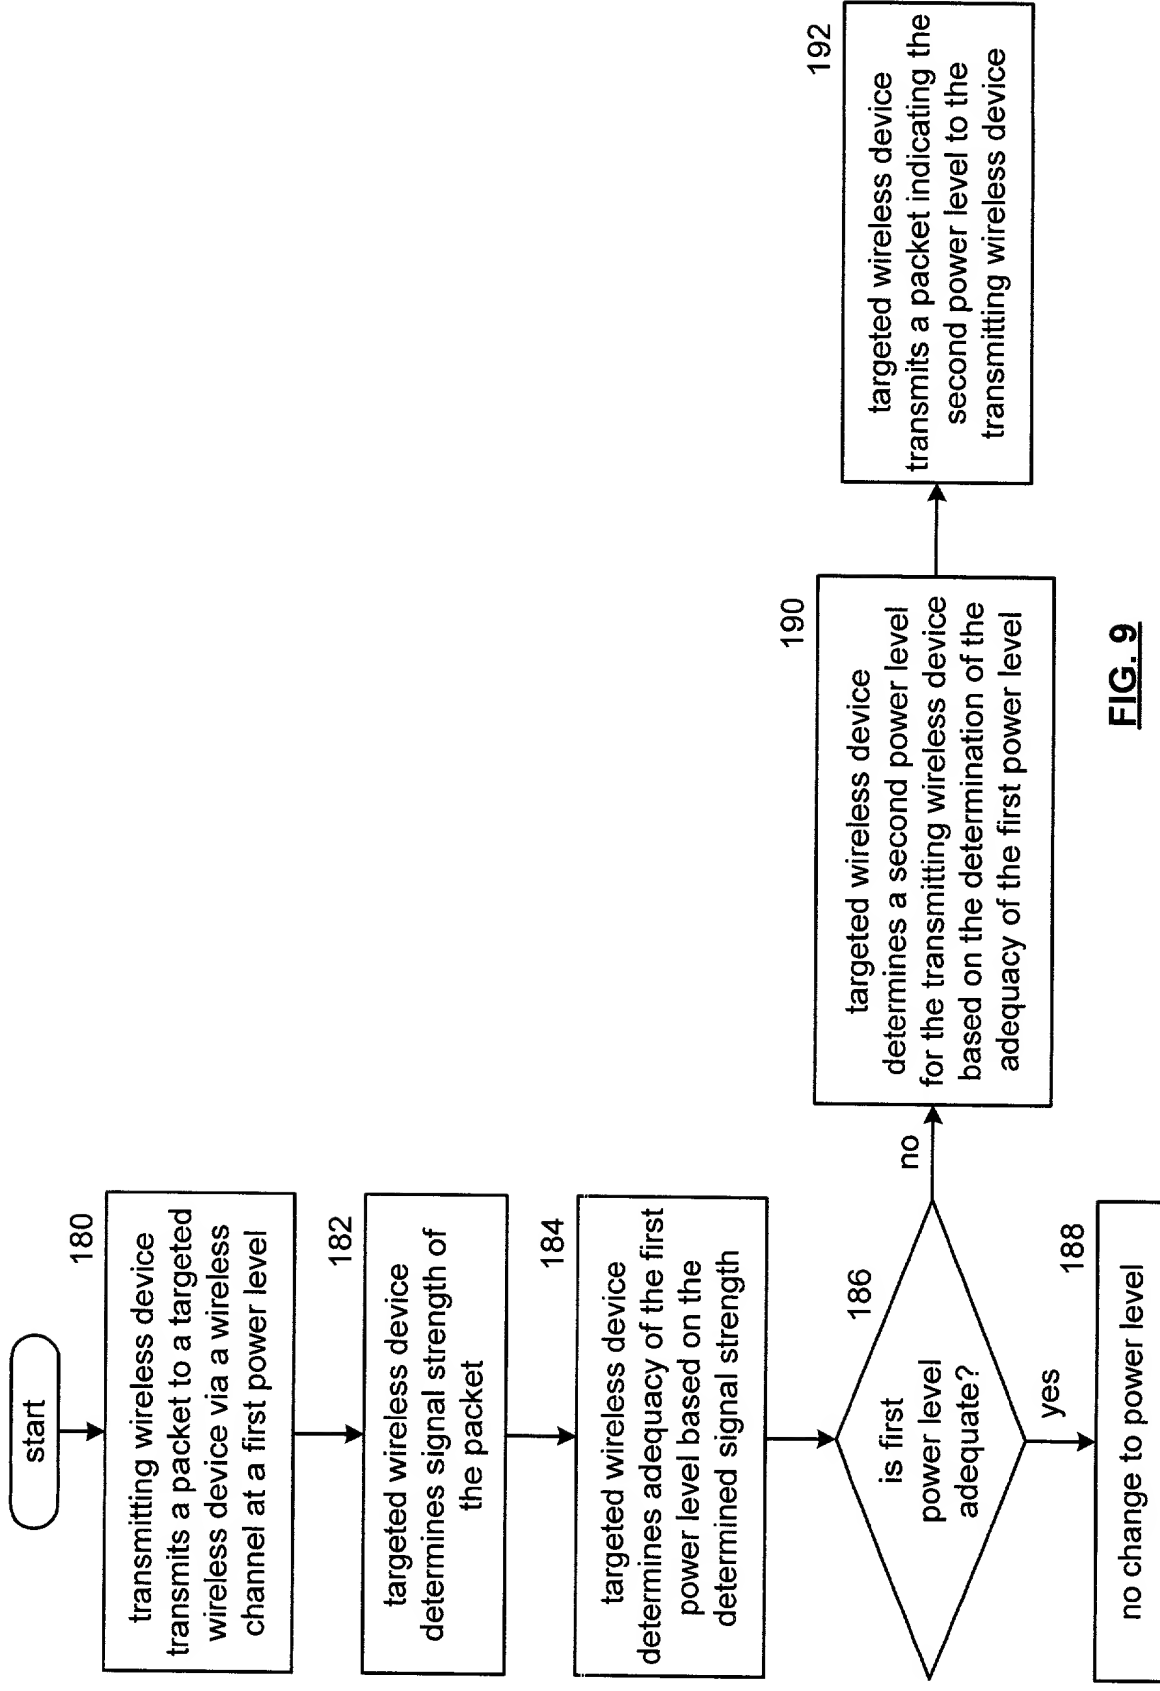 start
180
transmitting wireless device
transmits a packet to a targeted
wireless device via a wireless
channel at a first power level
182
targeted wireless device
determines signal strength of
the packet
184
targeted wireless device
determines adequacy of the first
power level based on the
determined signal strength
186
is first
power level
adequate?
no
yes
188
no change to power level
190
targeted wireless device
determines a second power level
for the transmitting wireless device
based on the determination of the
adequacy of the first power level
192
targeted wireless device
transmits a packet indicating the
second power level to the
transmitting wireless device
FIG. 9